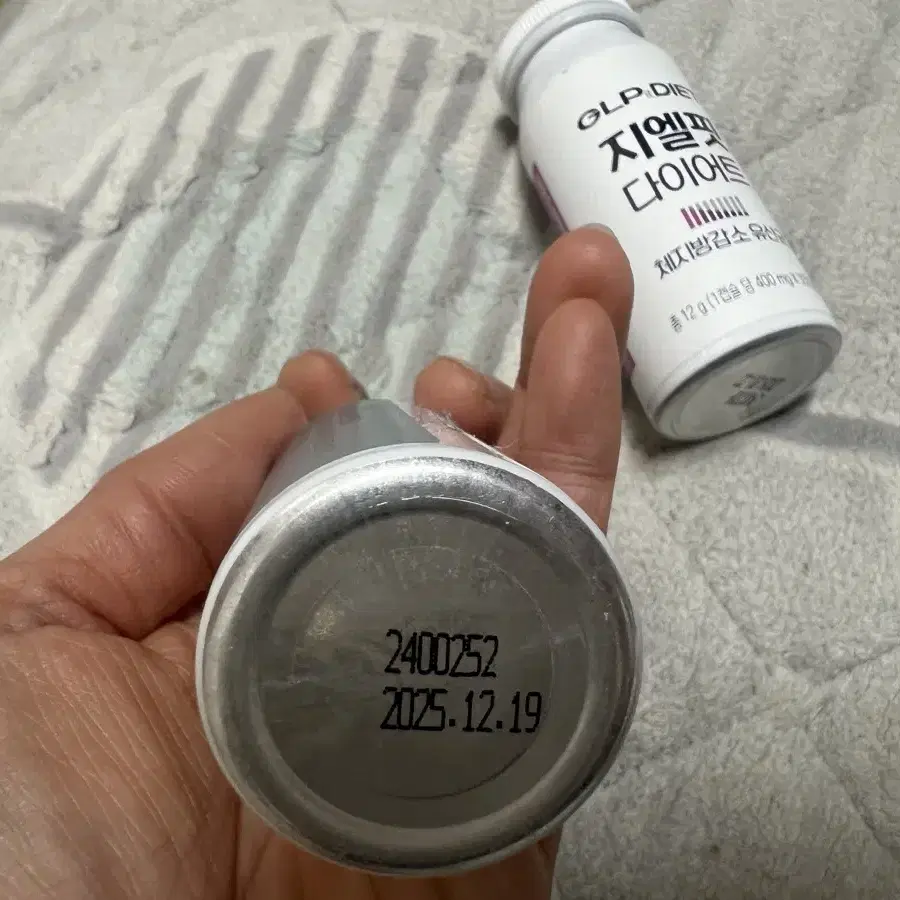 GLP DIET
지엘핏
다이어트
체지방감소 유산
총 12 g (1캡슐 당 400 mg X
2400252
2025.12.19